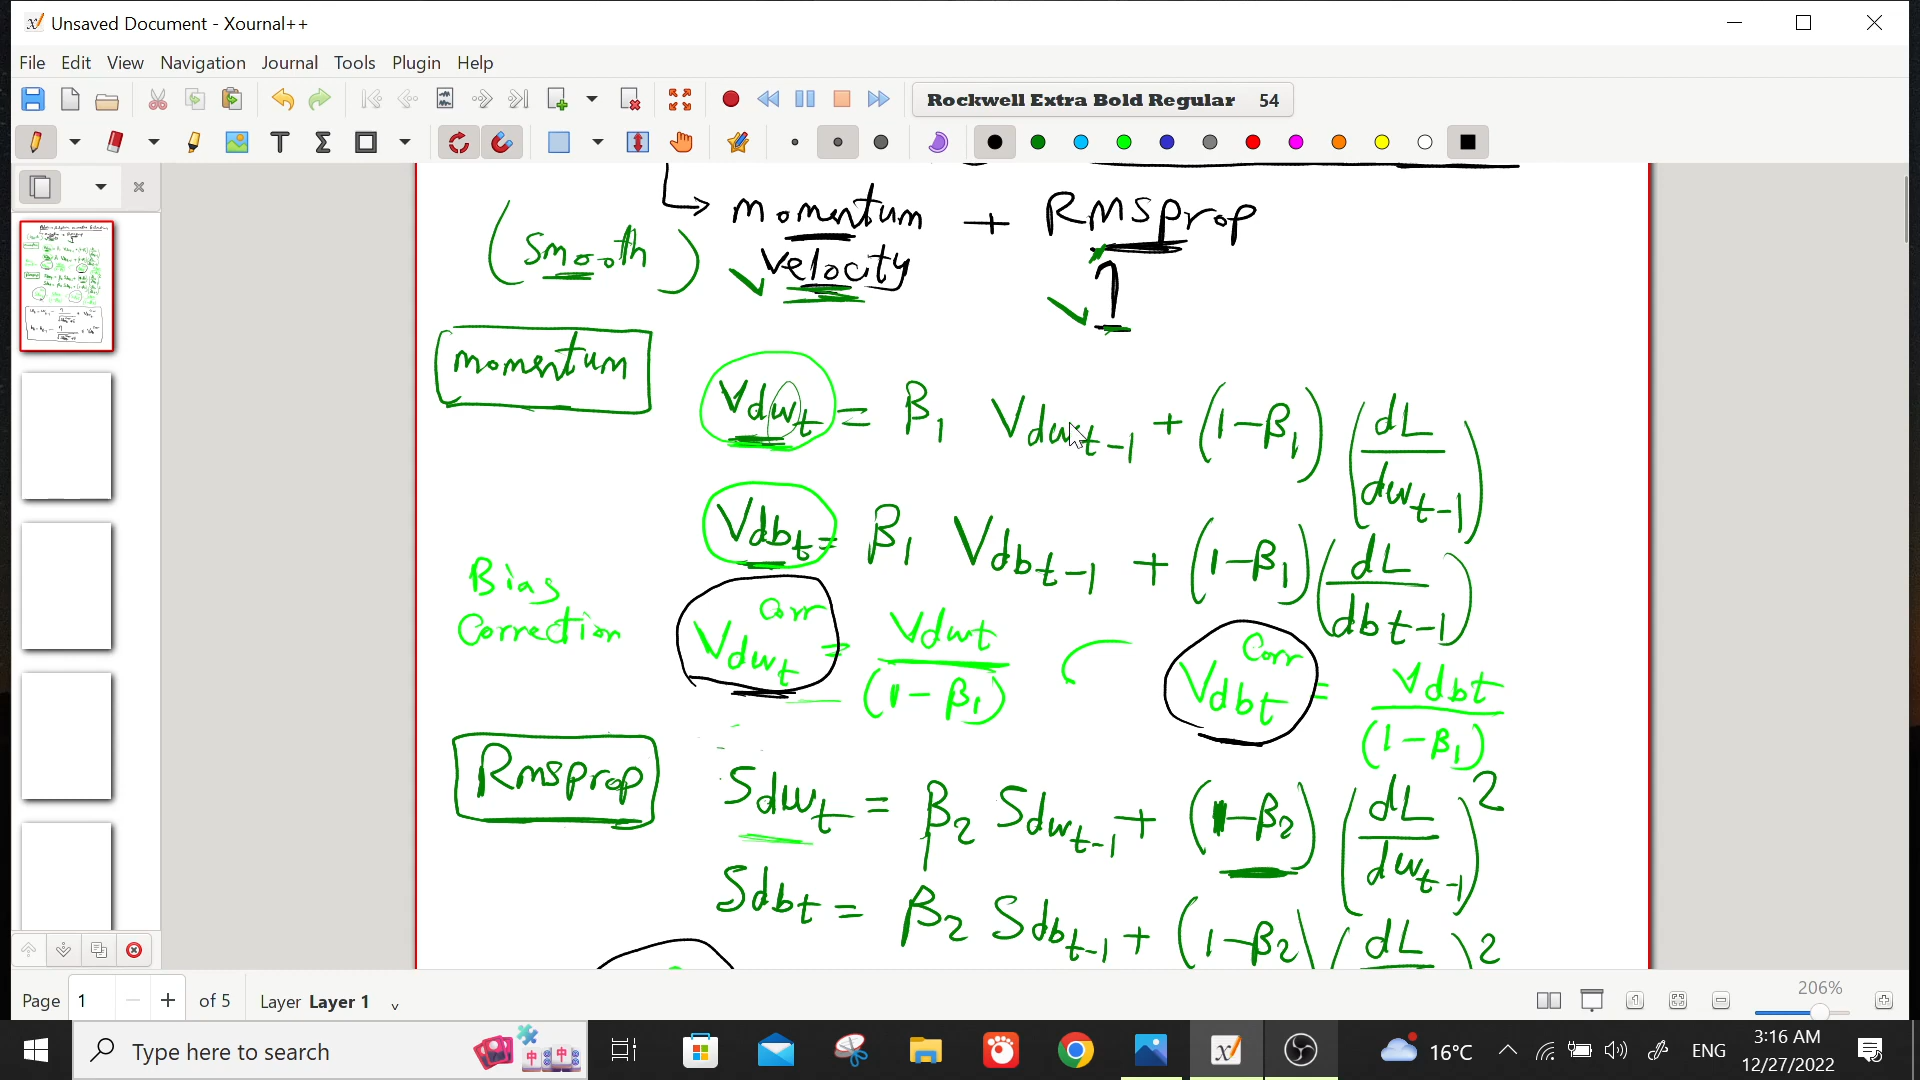 Unsaved Document - Xournal++
File Edit View Navigation Journal Tools Plugin Help
Rockwell Extra Bold Regular 54
momentum + RMSprop
(Smooth) Velocity
momentum
Vdwt = β1 Vdwt-1 + (1-β1) (dL/dwt-1)
Vdbt = β1 Vdbt-1 + (1-β1) (dL/dbt-1)
Bias
Correction
Vdwt corr = Vdwt/(1-β1)
Vdbt corr = Vdbt/(1-β1)
Rmsprop
Sdwt = β2 Sdwt-1 + (1-β2) (dL/dwt-1)2
Sdbt = β2 Sdbt-1 + (1-β2) (dL )2
Page 1 of 5 Layer Layer 1
206%
Type here to search
16°C
ENG
3:16 AM
12/27/2022